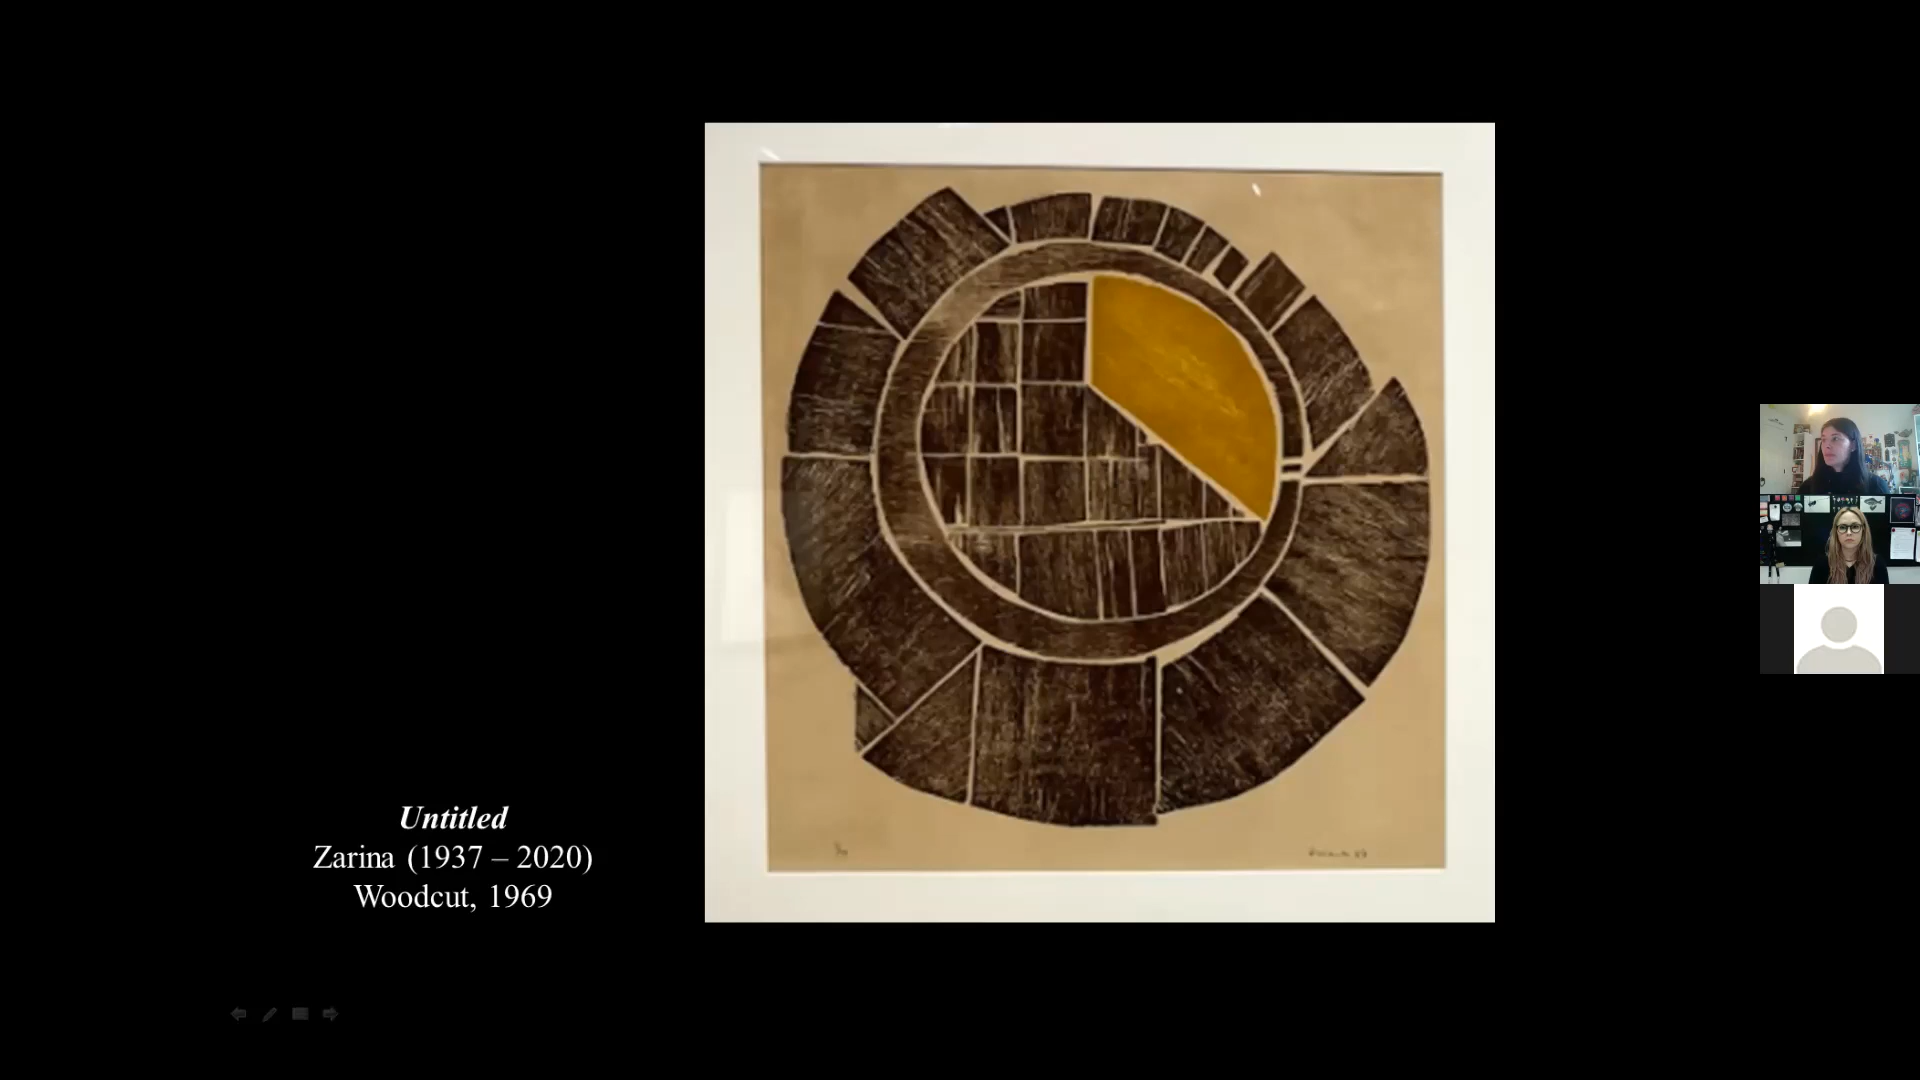 Untitled
Zarina (1937 – 2020)
Woodcut, 1969